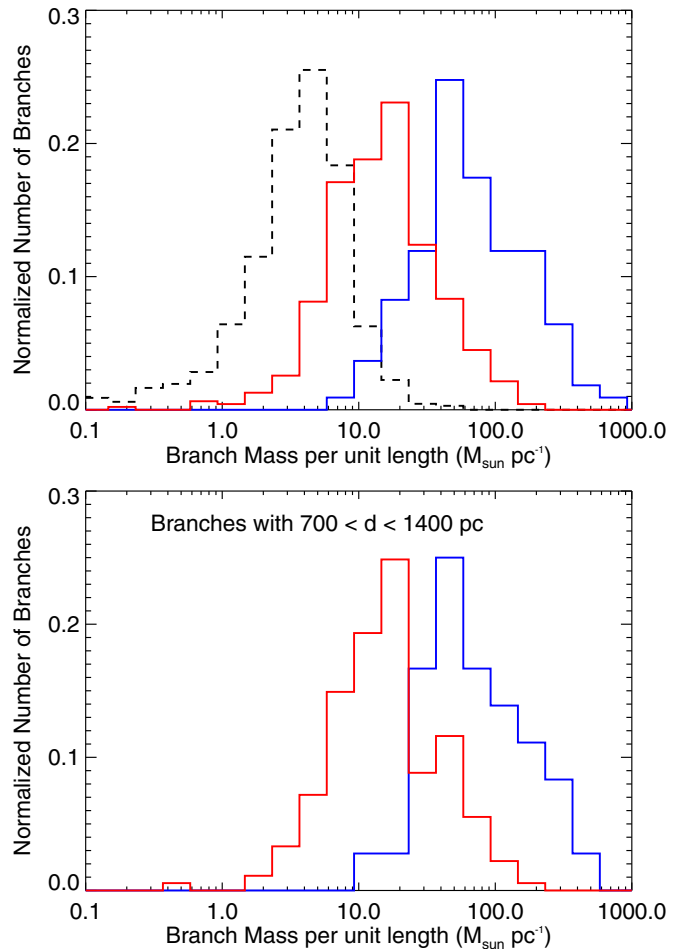 0.3
0.2
0.1
0.0
Normalized Number of Branches
0.1 1.0 10.0 100.0 1000.0
Branch Mass per unit length (Msun pc-1)
Branches with 700 < d < 1400 pc
0.3
0.2
0.1
0.0
Normalized Number of Branches
0.1 1.0 10.0 100.0 1000.0
Branch Mass per unit length (Msun pc-1)